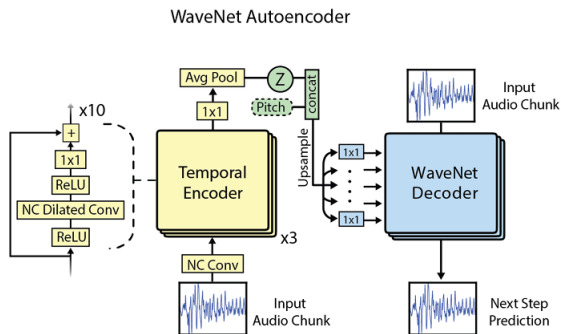 WaveNet Autoencoder
x10
+
1x1
ReLU
NC Dilated Conv
ReLU
Avg Pool
Z
concat
1x1
Pitch
Temporal
Encoder
x3
NC Conv
Input
Audio Chunk
Upsample
1x1
1x1
Input
Audio Chunk
WaveNet
Decoder
Next Step
Prediction